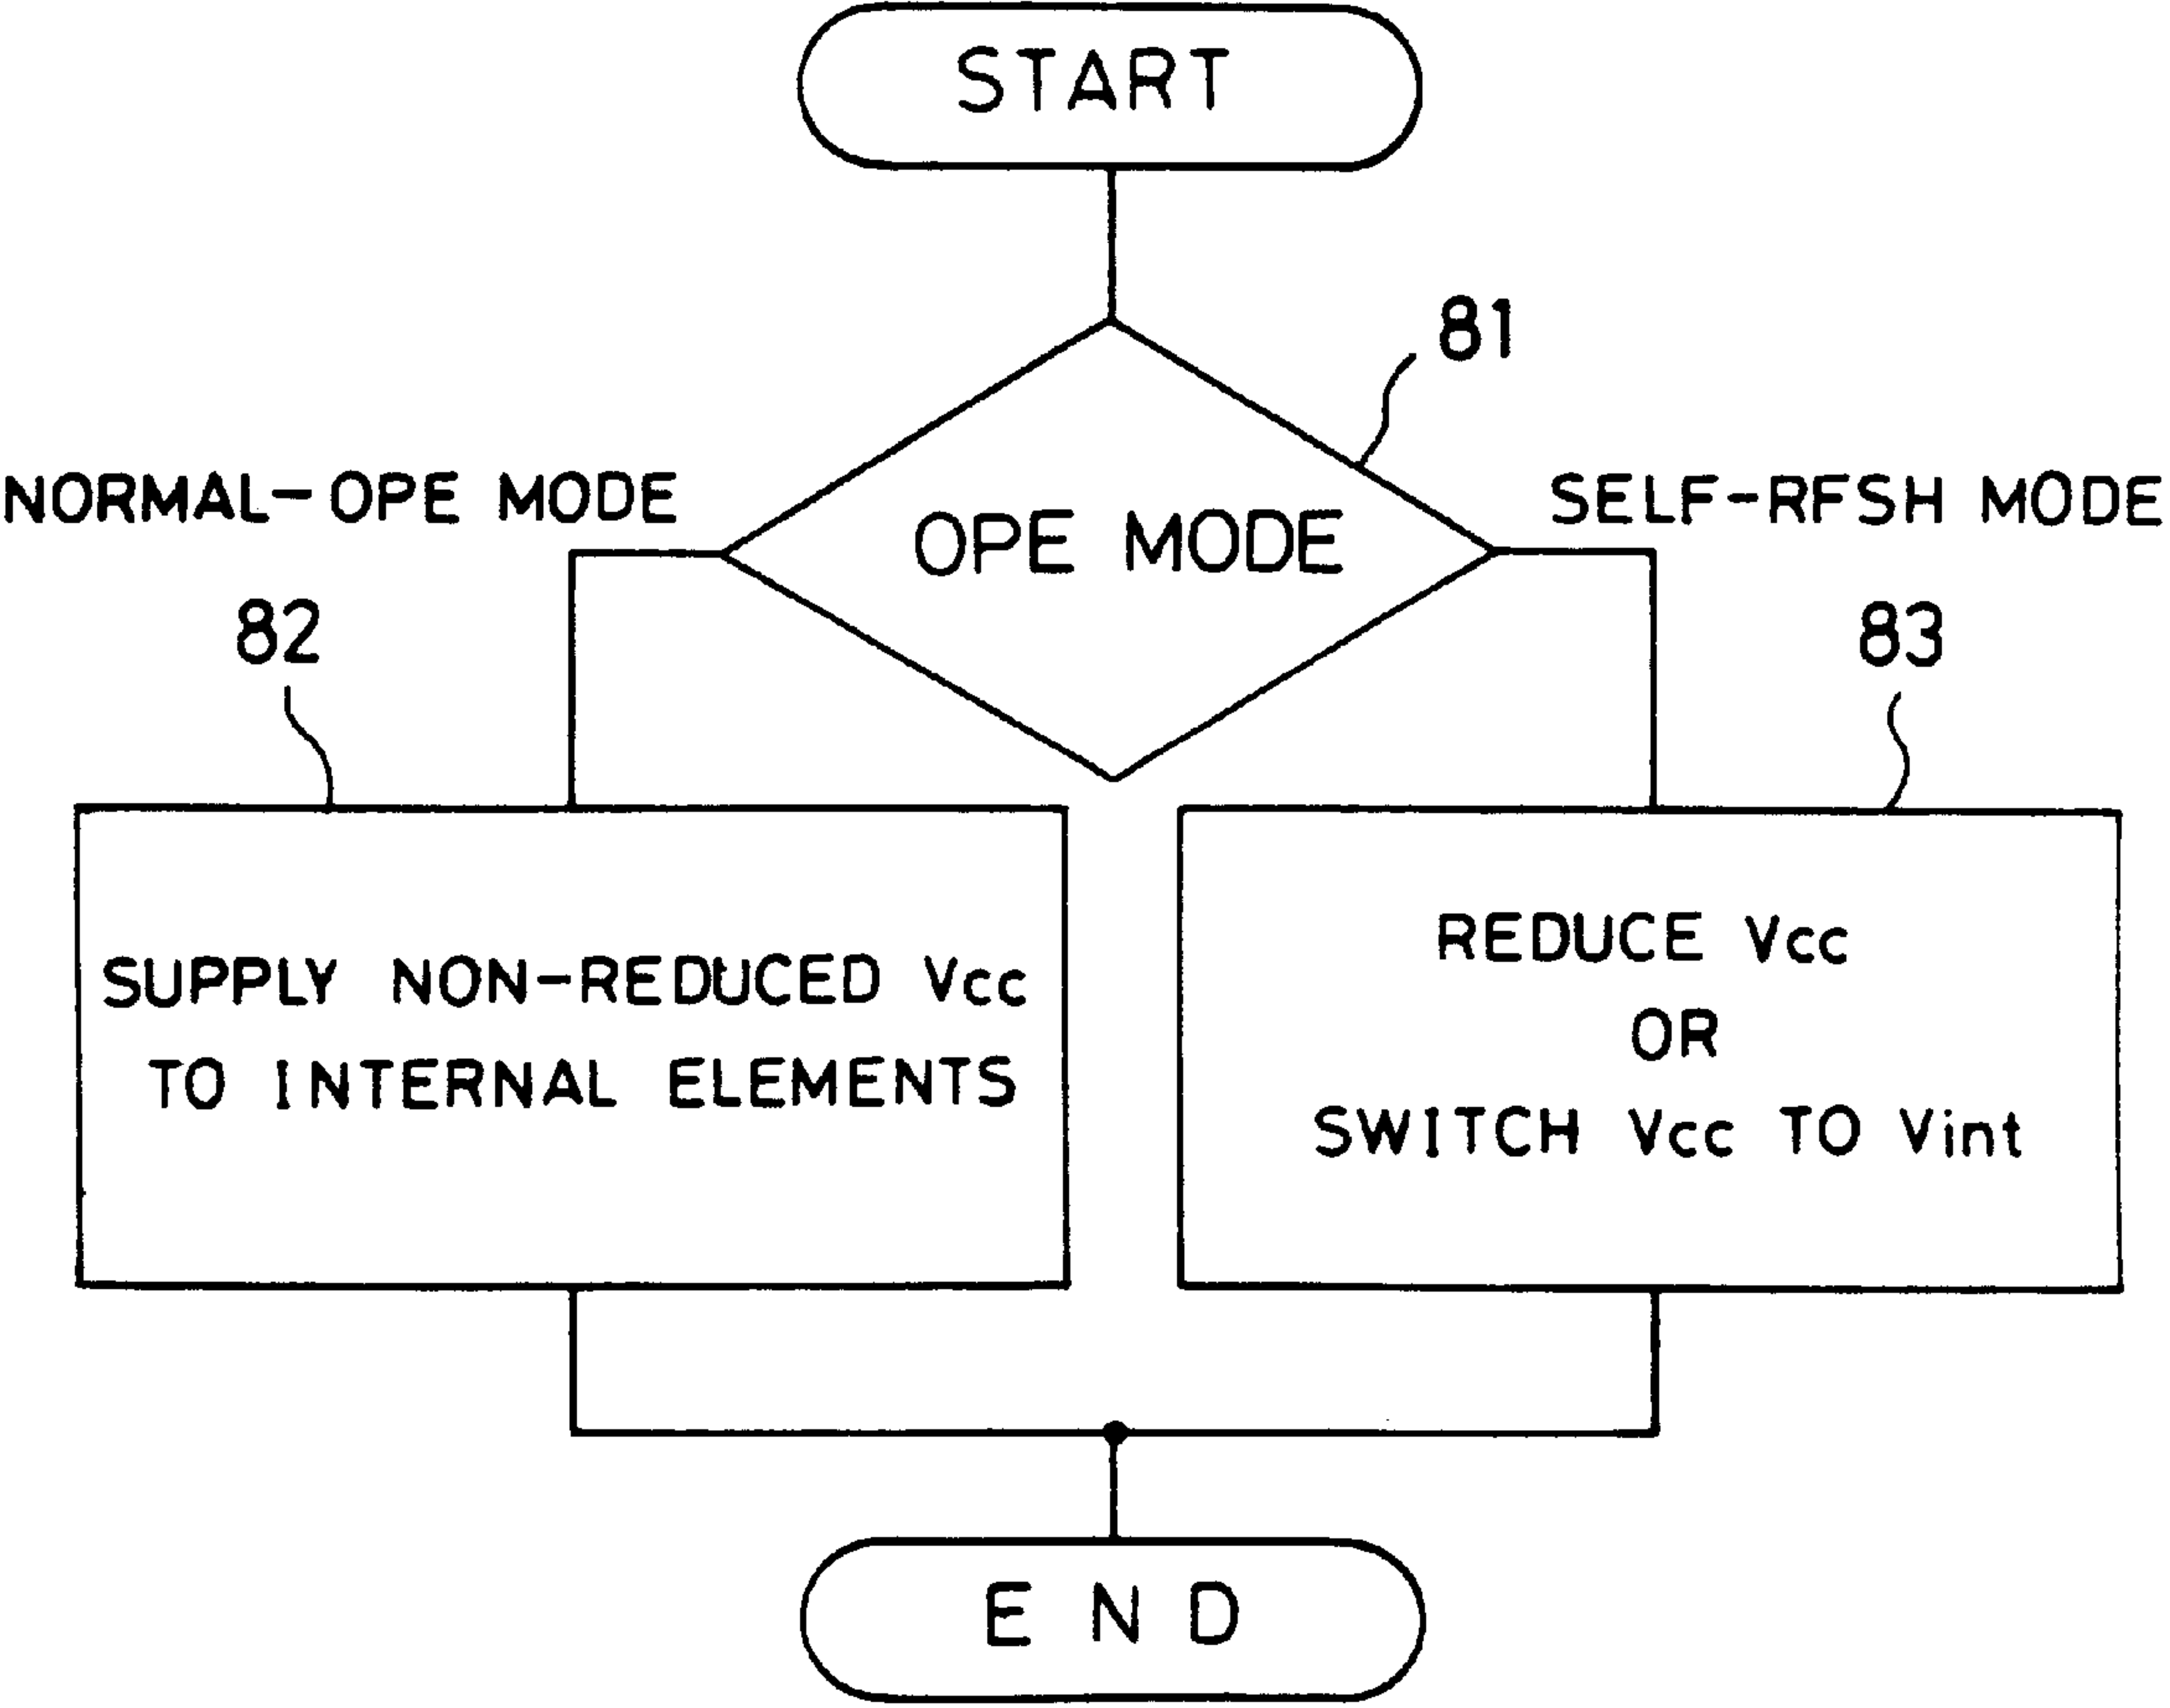 START
81
NORMAL-OPE MODE
OPE MODE
SELF-RFSH MODE
82
83
SUPPLY NON-REDUCED Vcc
TO INTERNAL ELEMENTS
REDUCE Vcc
OR
SWITCH Vcc TO Vint
END